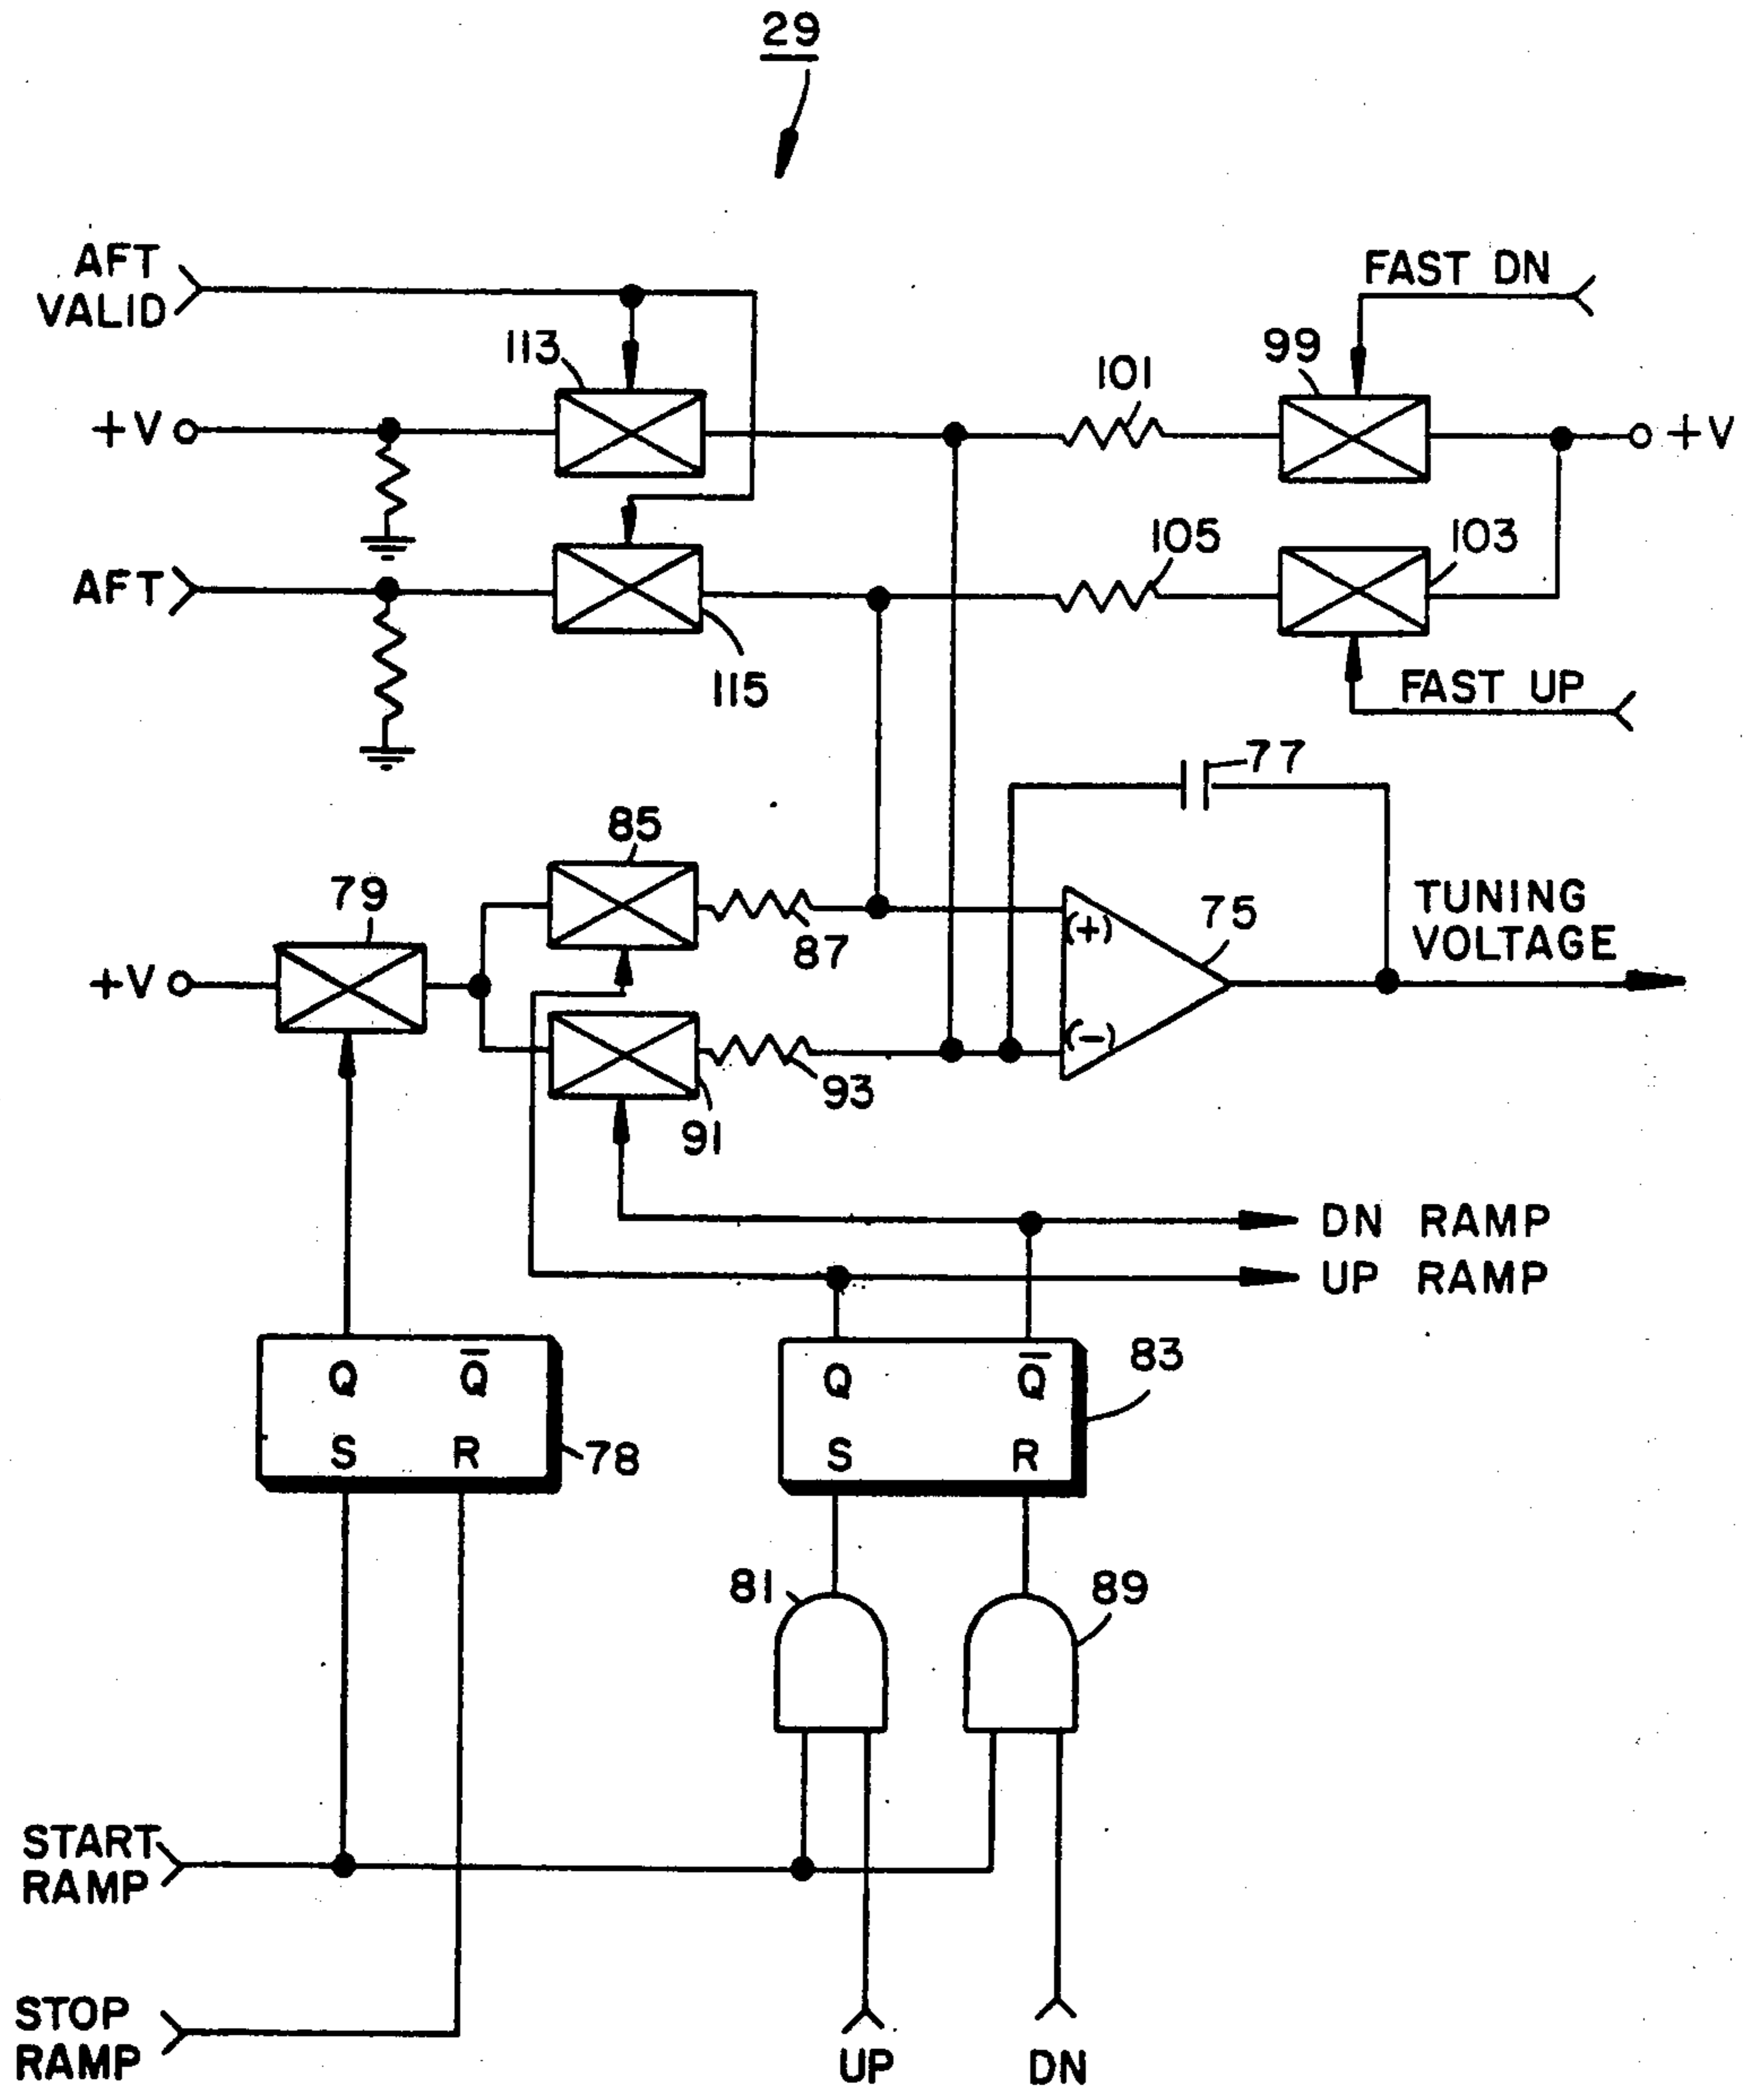 29
AFT
VALID
FAST DN
113
101
99
+V
+V
AFT
105
103
115
FAST UP
77
85
79
TUNING
VOLTAGE
75
(+)
87
+V
(-)
93
91
DN RAMP
UP RAMP
Q Q̅
S R
78
Q Q̅
S R
83
81
89
START
RAMP
STOP
RAMP
UP
DN